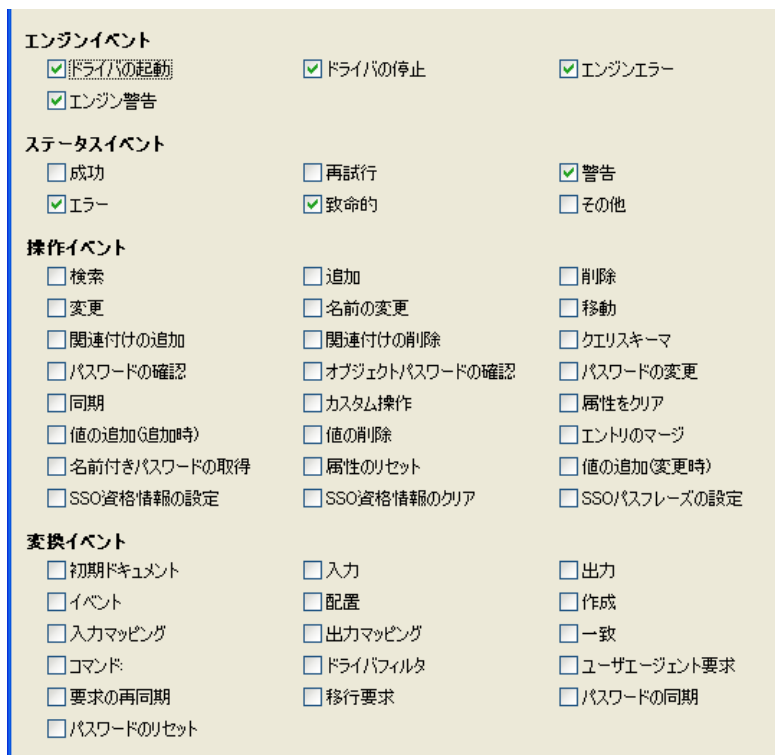 エンジンイベント
ドライバの起動 ドライバの停止 エンジンエラー
エンジン警告
ステータスイベント
成功 再試行 警告
エラー 致命的 その他
操作イベント
検索 追加 削除
変更 名前の変更 移動
関連付けの追加 関連付けの削除 クエリスキーマ
パスワードの確認 オブジェクトパスワードの確認 パスワードの変更
同期 カスタム操作 属性をクリア
値の追加(追加時) 値の削除 エントリのマージ
名前付きパスワードの取得 属性のリセット 値の追加(変更時)
SSO資格情報の設定 SSO資格情報のクリア SSOパスフレーズの設定
変換イベント
初期ドキュメント 入力 出力
イベント 配置 作成
入力マッピング 出力マッピング 一致
コマンド: ドライバフィルタ ユーザエージェント要求
要求の再同期 移行要求 パスワードの同期
パスワードのリセット